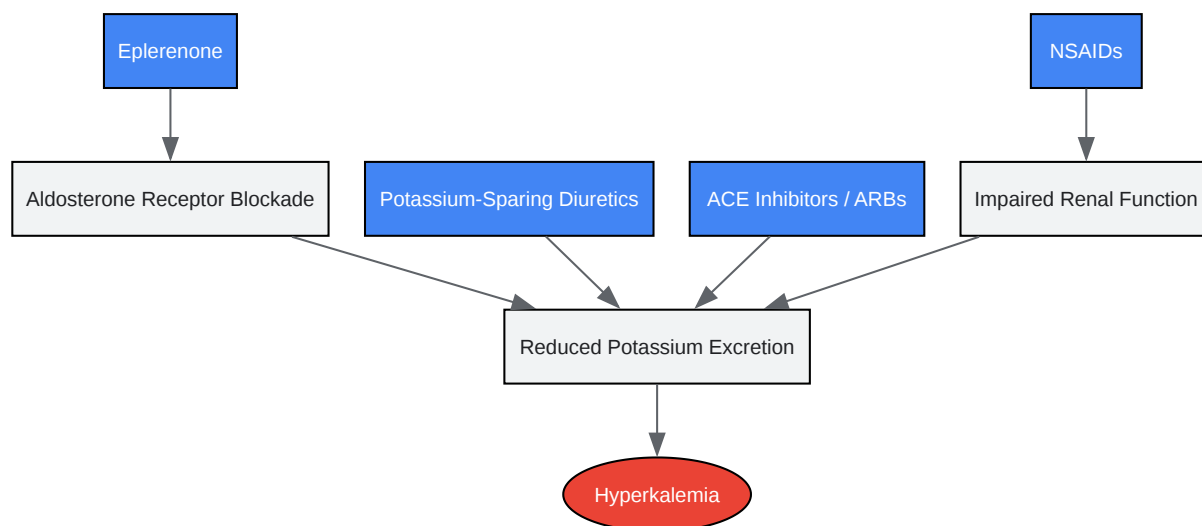 Eplerenone
NSAIDs
Aldosterone Receptor Blockade
Potassium-Sparing Diuretics
ACE Inhibitors / ARBs
Impaired Renal Function
Reduced Potassium Excretion
Hyperkalemia